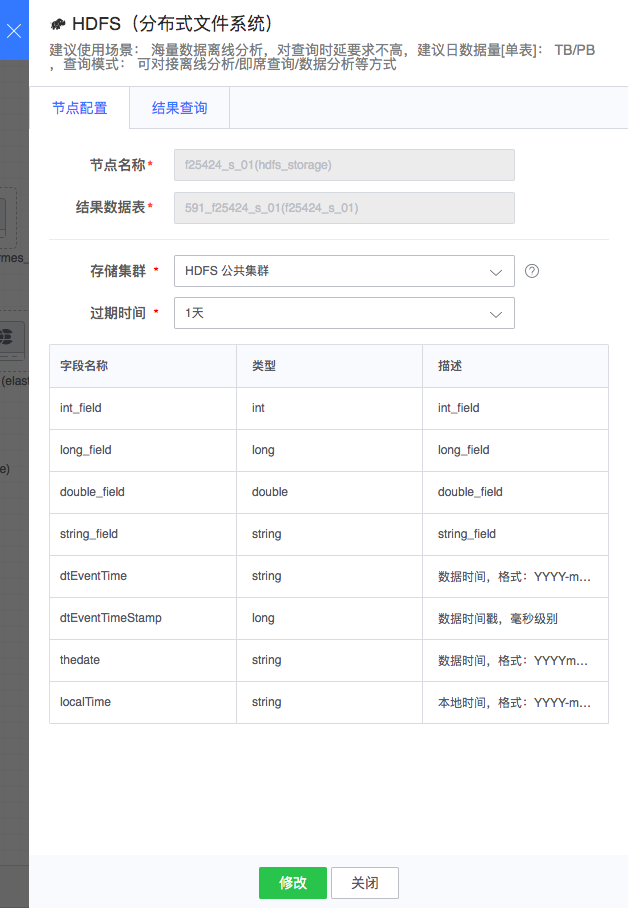 HDFS（分布式文件系统）
建议使用场景： 海量数据离线分析，对查询时延要求不高，建议日数据量[单表]： TB/PB
，查询模式： 可对接离线分析/即席查询/数据分析等方式
节点配置 结果查询
节点名称* f25424_s_01(hdfs_storage)
结果数据表* 591_f25424_s_01(f25424_s_01)
rmes_
存储集群 * HDFS 公共集群 ?
过期时间 * 1天
字段名称 类型 描述
(elast
int_field int int_field
long_field long long_field
e)
double_field double double_field
string_field string string_field
dtEventTime string 数据时间，格式：YYYY-m...
dtEventTimeStamp long 数据时间戳，毫秒级别
thedate string 数据时间，格式：YYYYm...
localTime string 本地时间，格式：YYYY-m...
修改 关闭